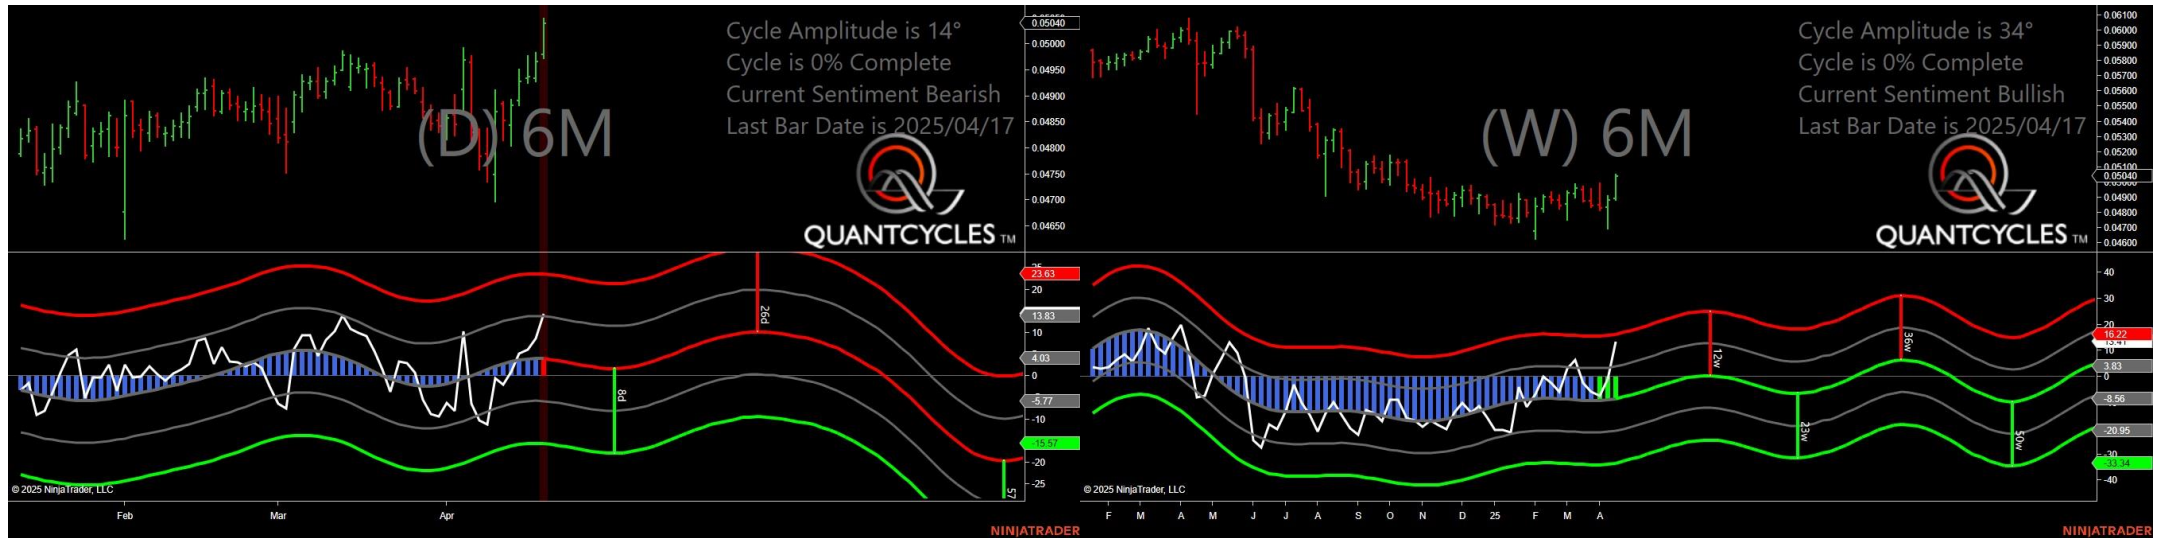 Cycle Amplitude is 14°
Cycle is 0% Complete
Current Sentiment Bearish
Last Bar Date is 2025/04/17
(D) 6M
QUANTCYCLES TM
0.05040
0.05000
0.04950
0.04900
0.04850
0.04800
0.04750
0.04700
0.04650
26d
8d
57
25
23.63
20
13.83
10
4.03
0
-5.77
-10
-15.57
-20
-25
© 2025 NinjaTrader, LLC
Feb
Mar
Apr
NINJATRADER
Cycle Amplitude is 34°
Cycle is 0% Complete
Current Sentiment Bullish
Last Bar Date is 2025/04/17
(W) 6M
QUANTCYCLES TM
0.06100
0.06000
0.05900
0.05800
0.05700
0.05600
0.05500
0.05400
0.05300
0.05200
0.05100
0.05040
0.04900
0.04800
0.04700
0.04600
12w
23w
36w
50w
40
30
20
16.22
10
3.83
0
-8.56
-20.95
-30
-33.34
-40
© 2025 NinjaTrader, LLC
F M A M J J A S O N D 25 F M A
NINJATRADER